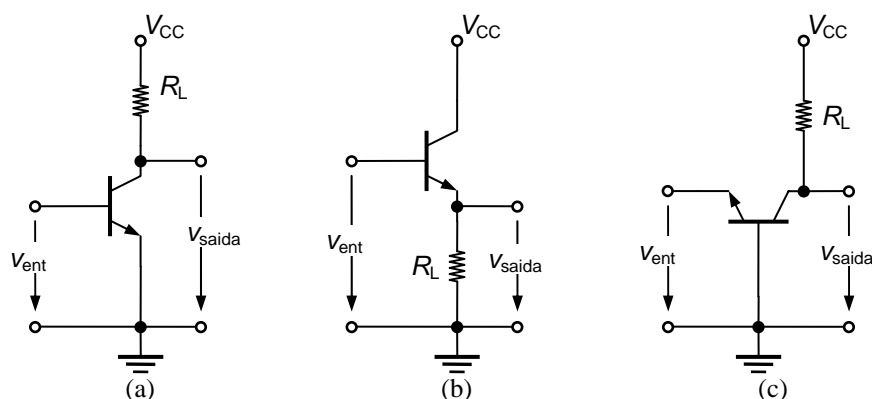 VCC
RL
vent
vsaida
(a)
VCC
vent
RL
vsaida
(b)
VCC
RL
vent
vsaida
(c)